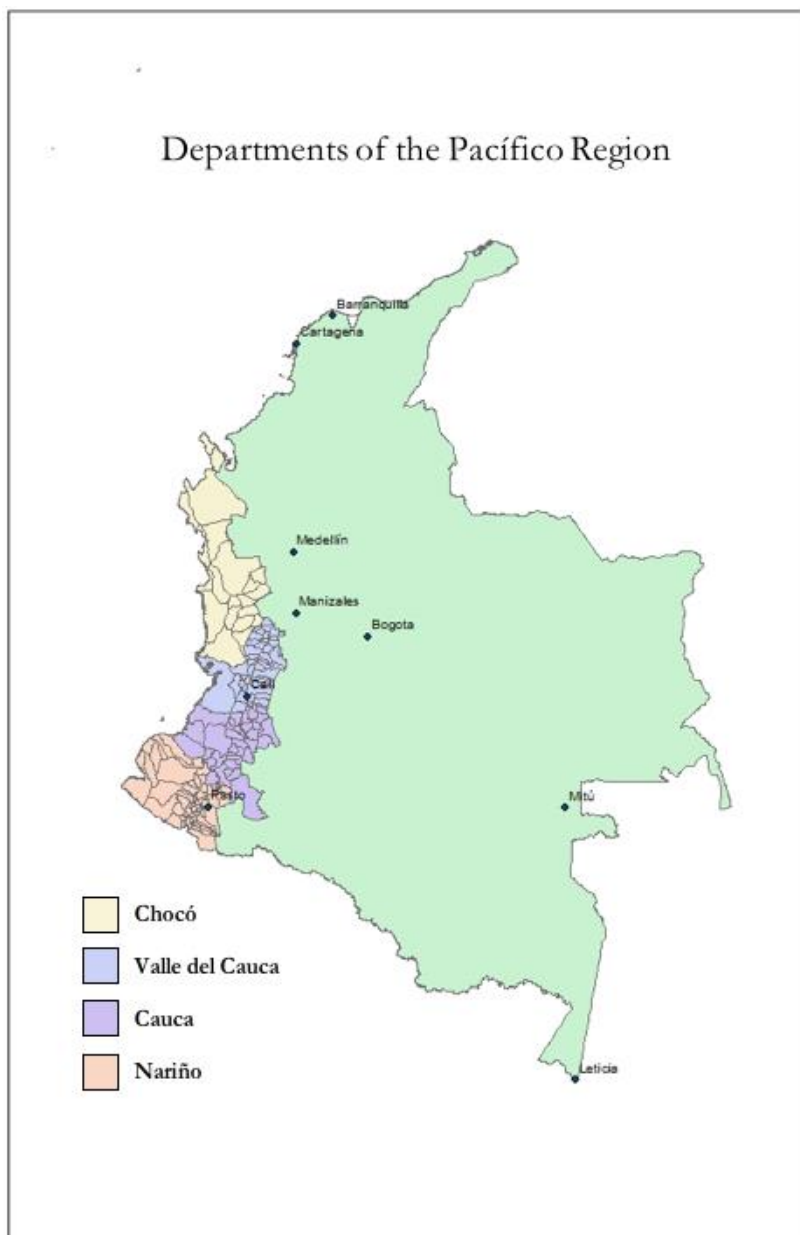 Departments of the Pacífico Region
Barranquilla
Cartagena
Medellín
Manizales
Bogota
Cali
Pasto
Mitú
Chocó
Valle del Cauca
Cauca
Nariño
Leticia